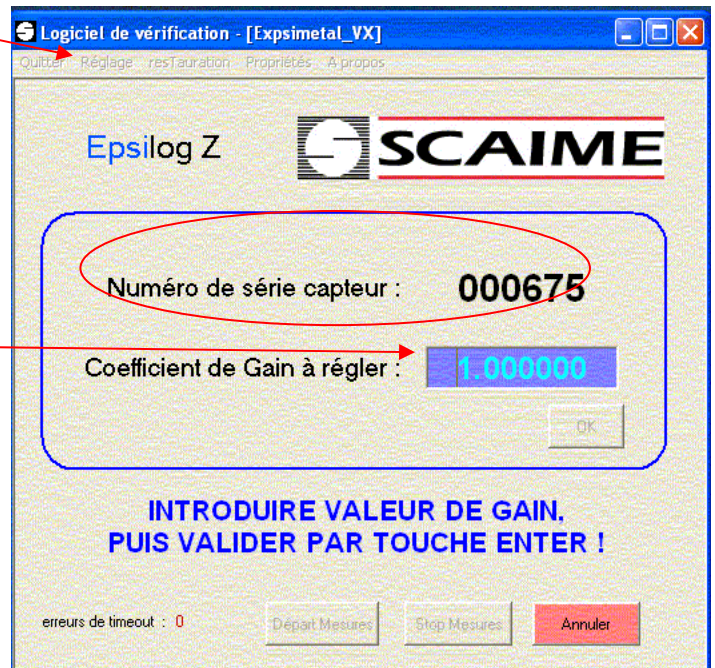 Logiciel de vérification - [Expsimetal_VX]
Quitter Réglage resTauration Propriétés A propos
Epsilog Z
SCAIME
Numéro de série capteur : 000675
Coefficient de Gain à régler : 1.000000
OK
INTRODUIRE VALEUR DE GAIN,
PUIS VALIDER PAR TOUCHE ENTER !
erreurs de timeout : 0 Départ Mesures Stop Mesures Annuler